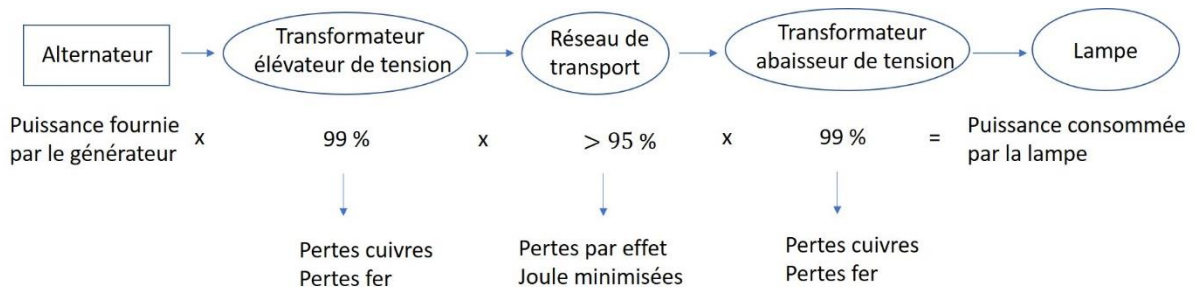 Alternateur
Transformateur
élévateur de tension
Réseau de
transport
Transformateur
abaisseur de tension
Lampe
Puissance fournie
par le générateur
x
99 %
x
> 95 %
x
99 %
=
Puissance consommée
par la lampe
Pertes cuivres
Pertes fer
Pertes par effet
Joule minimisées
Pertes cuivres
Pertes fer